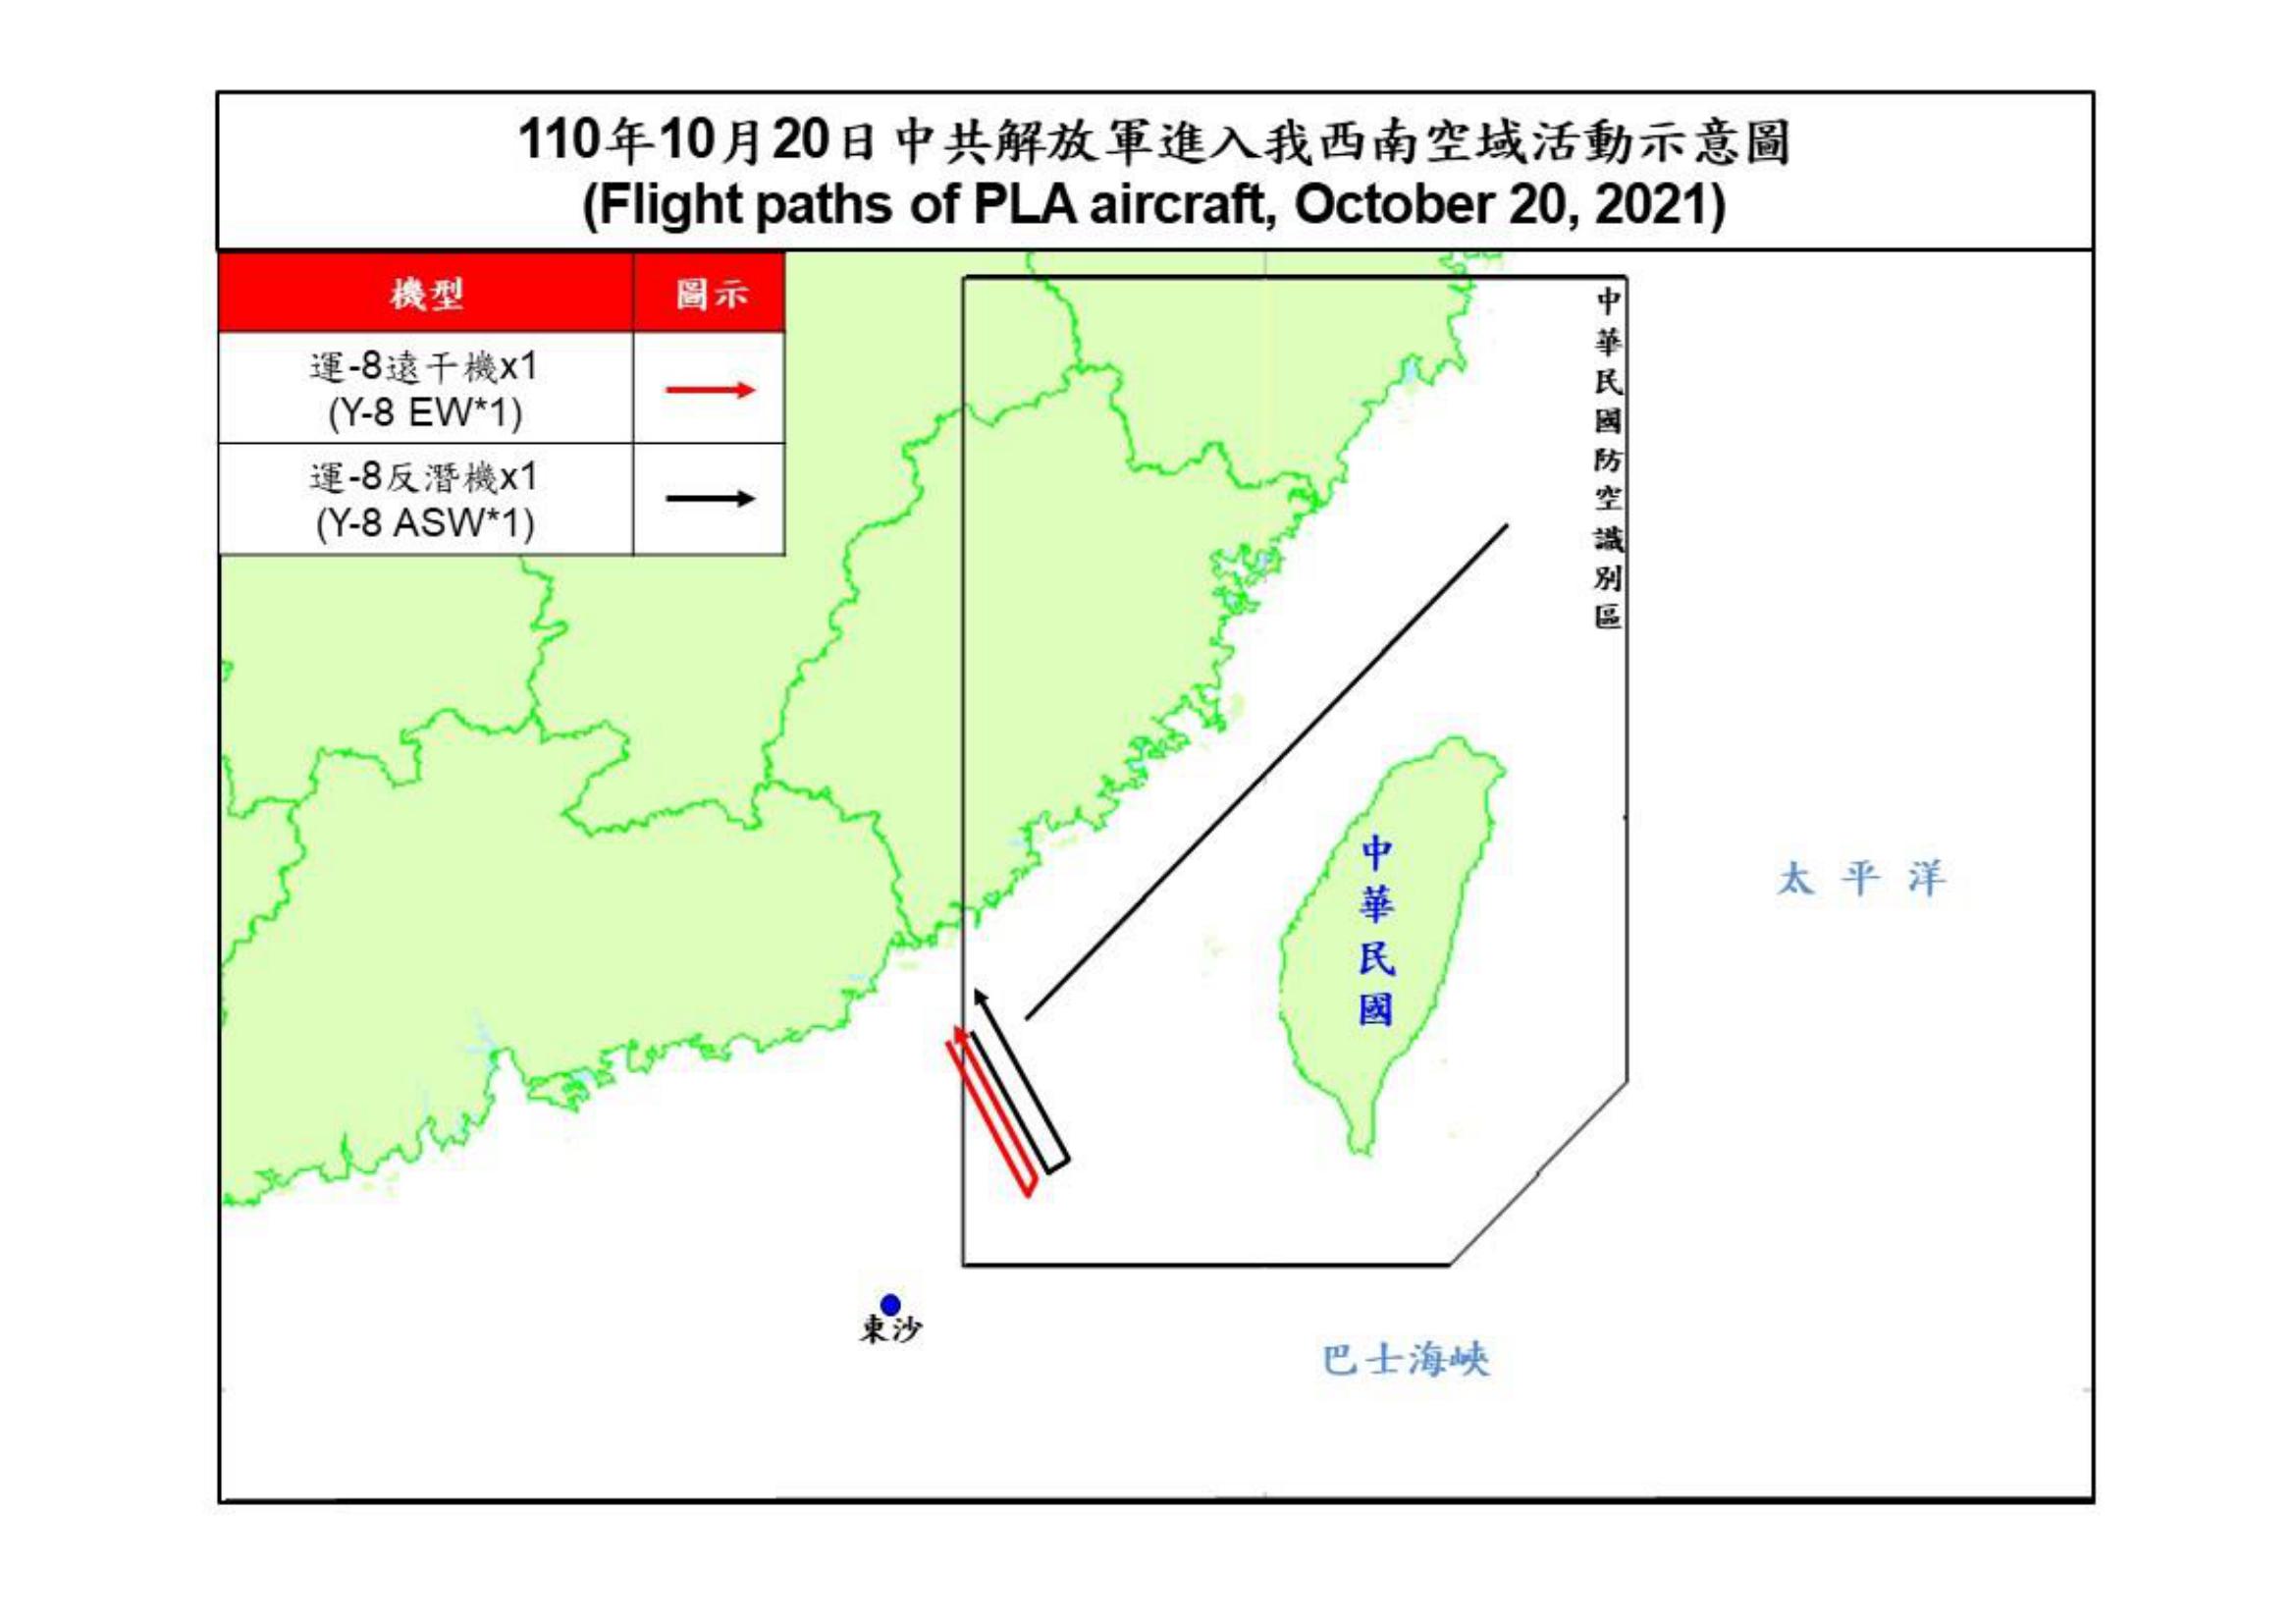 110年10月20日中共解放軍進入我西南空域活動示意圖
(Flight paths of PLA aircraft, October 20, 2021)
機型 圖示
運-8遠干機x1
(Y-8 EW*1)
運-8反潛機x1
(Y-8 ASW*1)
中華民國防空識別區
中華民國
太平洋
東沙
巴士海峽